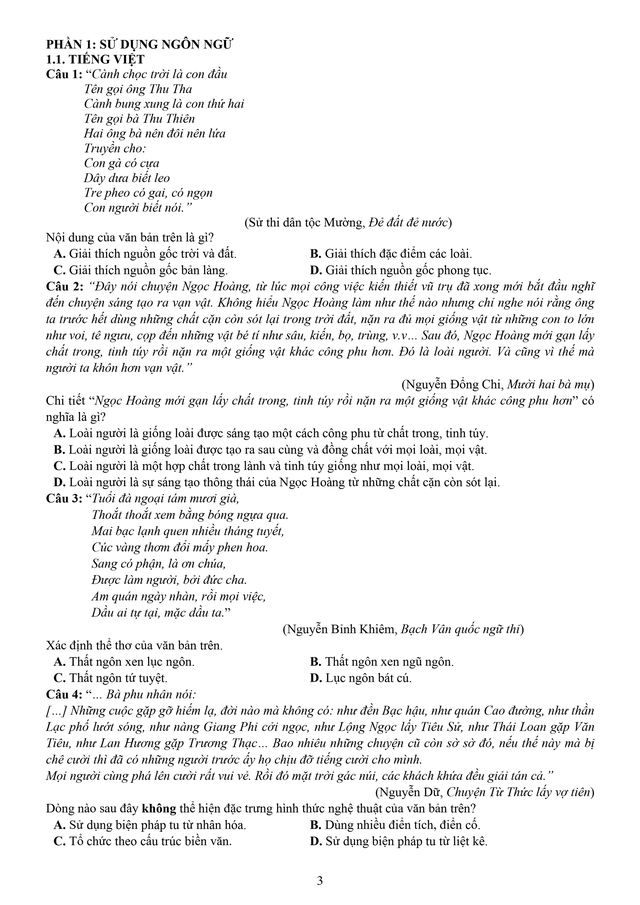 PHẦN 1: SỬ DỤNG NGÔN NGỮ
1.1. TIẾNG VIỆT
Câu 1: “Cành chọc trời là con đầu
Tên gọi ông Thu Tha
Cành bung xung là con thứ hai
Tên gọi bà Thu Thiên
Hai ông bà nên đôi nên lứa
Truyền cho:
Con gà có cựa
Dây dưa biết leo
Tre pheo có gai, có ngọn
Con người biết nói.”
(Sử thi dân tộc Mường, Đẻ đất đẻ nước)
Nội dung của văn bản trên là gì?
A. Giải thích nguồn gốc trời và đất. B. Giải thích đặc điểm các loài.
C. Giải thích nguồn gốc bản làng. D. Giải thích nguồn gốc phong tục.
Câu 2: “Đây nói chuyện Ngọc Hoàng, từ lúc mọi công việc kiến thiết vũ trụ đã xong mới bắt đầu nghĩ
đến chuyện sáng tạo ra vạn vật. Không hiểu Ngọc Hoàng làm như thế nào nhưng chỉ nghe nói rằng ông
ta trước hết dùng những chất cặn còn sót lại trong trời đất, nặn ra đủ mọi giống vật từ những con to lớn
như voi, tê ngưu, cọp đến những vật bé tí như sâu, kiến, bọ, trùng, v.v… Sau đó, Ngọc Hoàng mới gạn lấy
chất trong, tinh túy rồi nặn ra một giống vật khác công phu hơn. Đó là loài người. Và cũng vì thế mà
người ta khôn hơn vạn vật.”
(Nguyễn Đổng Chi, Mười hai bà mụ)
Chi tiết “Ngọc Hoàng mới gạn lấy chất trong, tinh túy rồi nặn ra một giống vật khác công phu hơn” có
nghĩa là gì?
A. Loài người là giống loài được sáng tạo một cách công phu từ chất trong, tinh túy.
B. Loài người là giống loài được tạo ra sau cùng và đồng chất với mọi loài, mọi vật.
C. Loài người là một hợp chất trong lành và tinh túy giống như mọi loài, mọi vật.
D. Loài người là sự sáng tạo thông thái của Ngọc Hoàng từ những chất cặn còn sót lại.
Câu 3: “Tuổi đà ngoại tám mươi già,
Thoắt thoắt xem bằng bóng ngựa qua.
Mai bạc lạnh quen nhiều tháng tuyết,
Cúc vàng thơm đổi mấy phen hoa.
Sang có phận, là ơn chúa,
Được làm người, bởi đức cha.
Am quán ngày nhàn, rồi mọi việc,
Dầu ai tự tại, mặc dầu ta.”
(Nguyễn Bỉnh Khiêm, Bạch Vân quốc ngữ thi)
Xác định thể thơ của văn bản trên.
A. Thất ngôn xen lục ngôn. B. Thất ngôn xen ngũ ngôn.
C. Thất ngôn tứ tuyệt. D. Lục ngôn bát cú.
Câu 4: “… Bà phu nhân nói:
[…] Những cuộc gặp gỡ hiếm lạ, đời nào mà không có: như đền Bạc hậu, như quán Cao đường, như thần
Lạc phố lướt sóng, như nàng Giang Phi cởi ngọc, như Lộng Ngọc lấy Tiêu Sử, như Thái Loan gặp Văn
Tiêu, như Lan Hương gặp Trương Thạc… Bao nhiêu những chuyện cũ còn sờ sờ đó, nếu thế này mà bị
chê cười thì đã có những người trước ấy họ chịu đỡ tiếng cười cho mình.
Mọi người cùng phá lên cười rất vui vẻ. Rồi đó mặt trời gác núi, các khách khứa đều giải tán cả.”
(Nguyễn Dữ, Chuyện Từ Thức lấy vợ tiên)
Dòng nào sau đây không thể hiện đặc trưng hình thức nghệ thuật của văn bản trên?
A. Sử dụng biện pháp tu từ nhân hóa. B. Dùng nhiều điển tích, điển cố.
C. Tổ chức theo cấu trúc biền văn. D. Sử dụng biện pháp tu từ liệt kê.
3